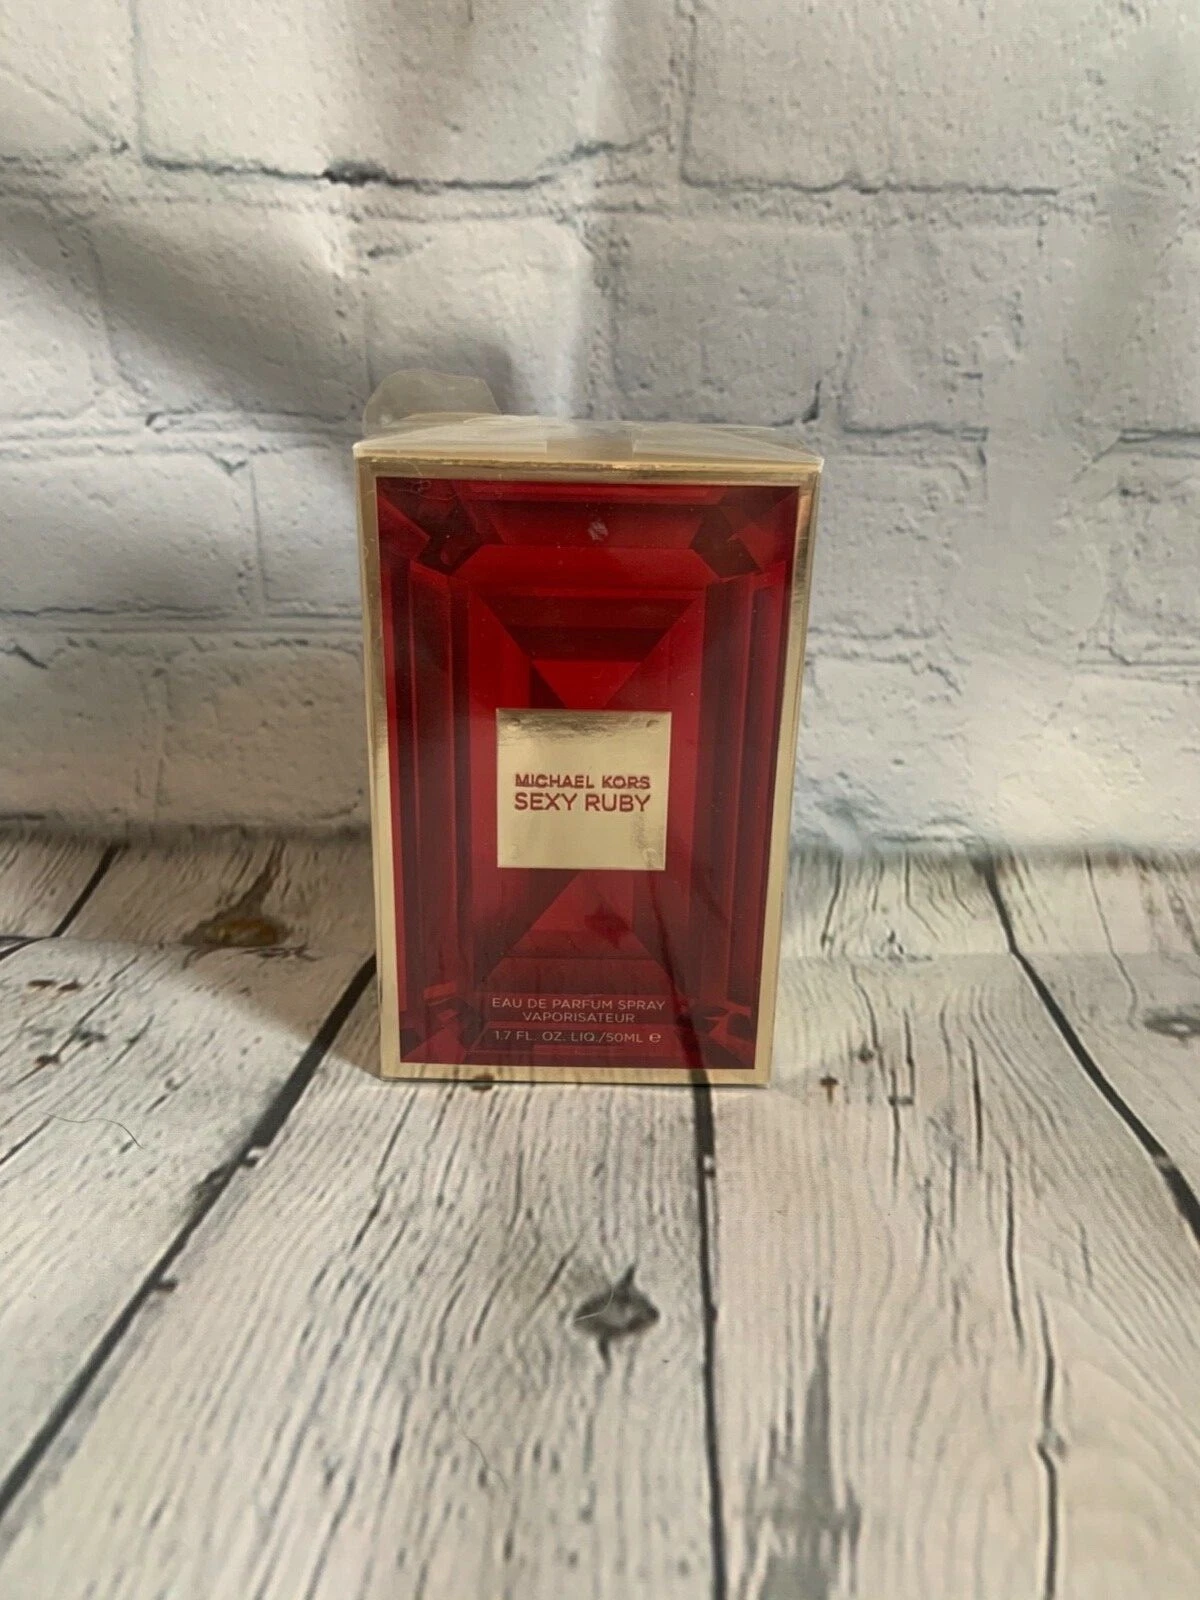 MICHAEL KORS
SEXY RUBY
EAU DE PARFUM SPRAY
VAPORISATEUR
1.7 FL. OZ. LIQ./50ML ℮